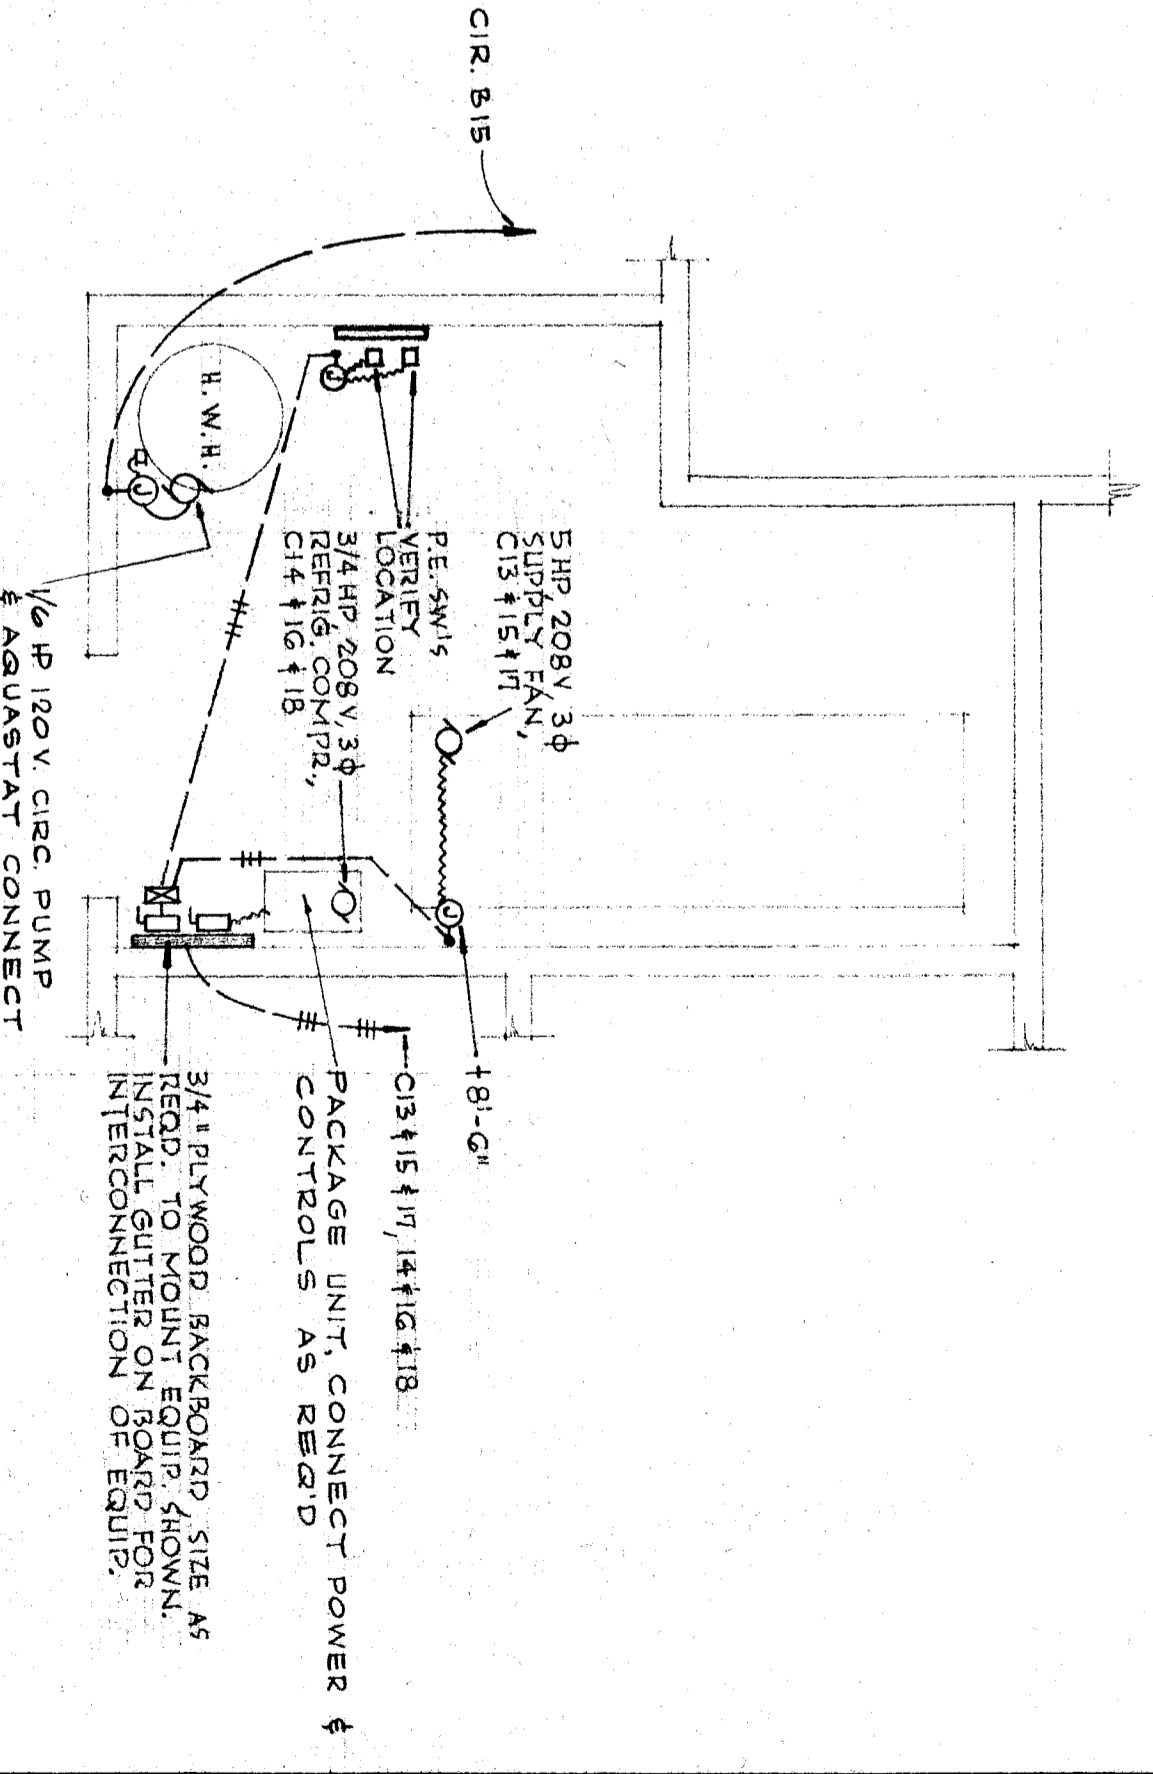 CIR. B15
H.W.H.
5 HP, 208V, 3ϕ
SUPPLY FAN,
C13 & 15 & 17
P.E. SW'S
VERIFY
LOCATION
3/4 HP, 208V, 3ϕ
REFRIG. COMPR.,
C14 & 16 & 18
J
J
J
1/6 HP 120V. CIRC. PUMP
& AQUASTAT CONNECT
+8'-6"
C13 & 15 & 17, 14 & 16 & 18
PACKAGE UNIT, CONNECT POWER &
CONTROLS AS REQ'D
3/4" PLYWOOD BACKBOARD, SIZE AS
REQD. TO MOUNT EQUIP. SHOWN.
INSTALL GUTTER ON BOARD FOR
INTERCONNECTION OF EQUIP.